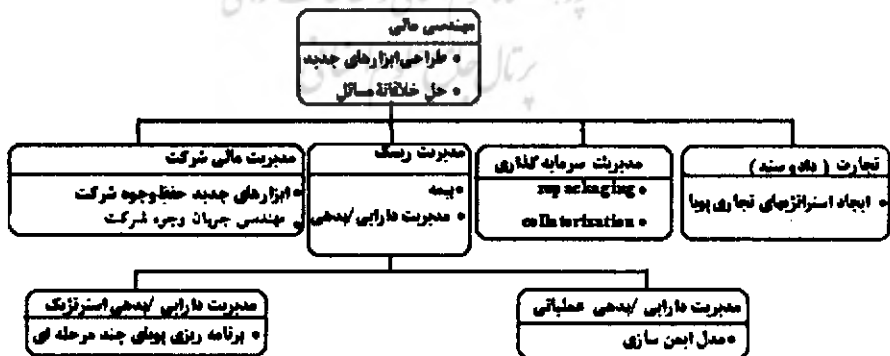 مهندسی مالی
• طراحی ابزارهای جدید
• حل خلاقانهٔ مسائل
تجارت ( داد و ستد )
• ایجاد استراتژیهای تجاری پویا
مدیریت سرمایه گذاری
• repackaging
• collaterization
مدیریت ریسک
• بیمه
• مدیریت دارایی/بدهی
مدیریت مالی شرکت
• ابزارهای جدید حفظ وجوه شرکت
• مهندسی جریان وجوه شرکت
مدیریت دارایی /بدهی عملیاتی
• مدل ایمن سازی
مدیریت دارایی /بدهی استرتژیک
• برنامه ریزی پویای چند مرحله ای